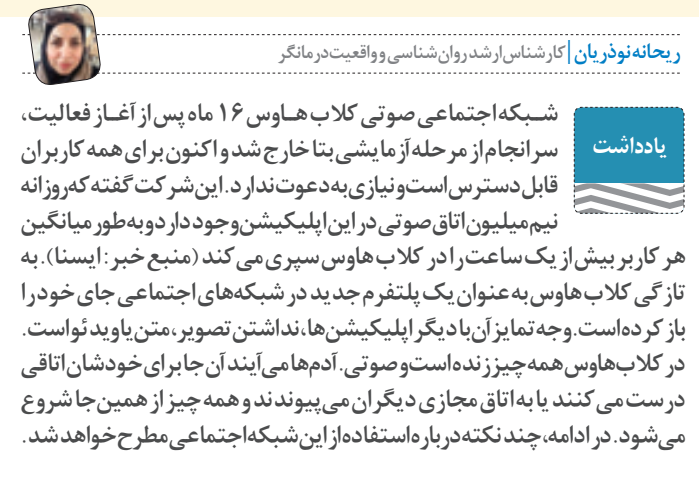 ریحانه نوذریان | کارشناس ارشد روان‌شناسی و واقعیت‌درمانگر
یادداشت
شبکه اجتماعی صوتی کلاب هاوس ۱۶ ماه پس از آغاز فعالیت،
سرانجام از مرحله آزمایشی بتا خارج شد و اکنون برای همه کاربران
قابل دسترس است و نیازی به دعوت ندارد. این شرکت گفته که روزانه
نیم میلیون اتاق صوتی در این اپلیکیشن وجود دارد و به‌طور میانگین
هر کاربر بیش از یک ساعت را در کلاب هاوس سپری می‌کند (منبع خبر: ایسنا). به
تازگی کلاب هاوس به عنوان یک پلتفرم جدید در شبکه‌های اجتماعی جای خود را
باز کرده است. وجه تمایز آن با دیگر اپلیکیشن‌ها، نداشتن تصویر، متن یا ویدئو است.
در کلاب‌هاوس همه چیز زنده است و صوتی. آدم‌ها می‌آیند آن جا برای خودشان اتاقی
درست می‌کنند یا به اتاق مجازی دیگران می‌پیوندند و همه چیز از همین جا شروع
می‌شود. در ادامه، چند نکته درباره استفاده از این شبکه اجتماعی مطرح خواهد شد.